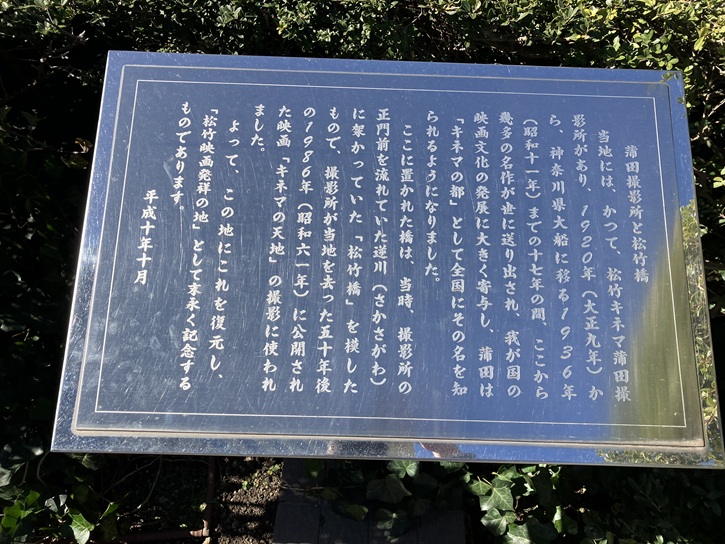 蒲田撮影所と松竹橋
当地には、かつて、松竹キネマ蒲田撮
影所があり、1920年（大正九年）か
ら、神奈川県大船に移る1936年
（昭和十一年）までの十七年の間、ここから
幾多の名作が世に送り出され、我が国の
映画文化の発展に大きく寄与し、蒲田は
「キネマの都」として全国にその名を知
られるようになりました。
ここに置かれた橋は、当時、撮影所の
正門前を流れていた逆川（さかさがわ）
に架かっていた「松竹橋」を模した
もので、撮影所が当地を去った五十年後
の1986年（昭和六一年）に公開され
た映画「キネマの天地」の撮影に使われ
ました。
よって、この地にこれを復元し、
「松竹映画発祥の地」として末永く記念する
ものであります。
平成十年十月